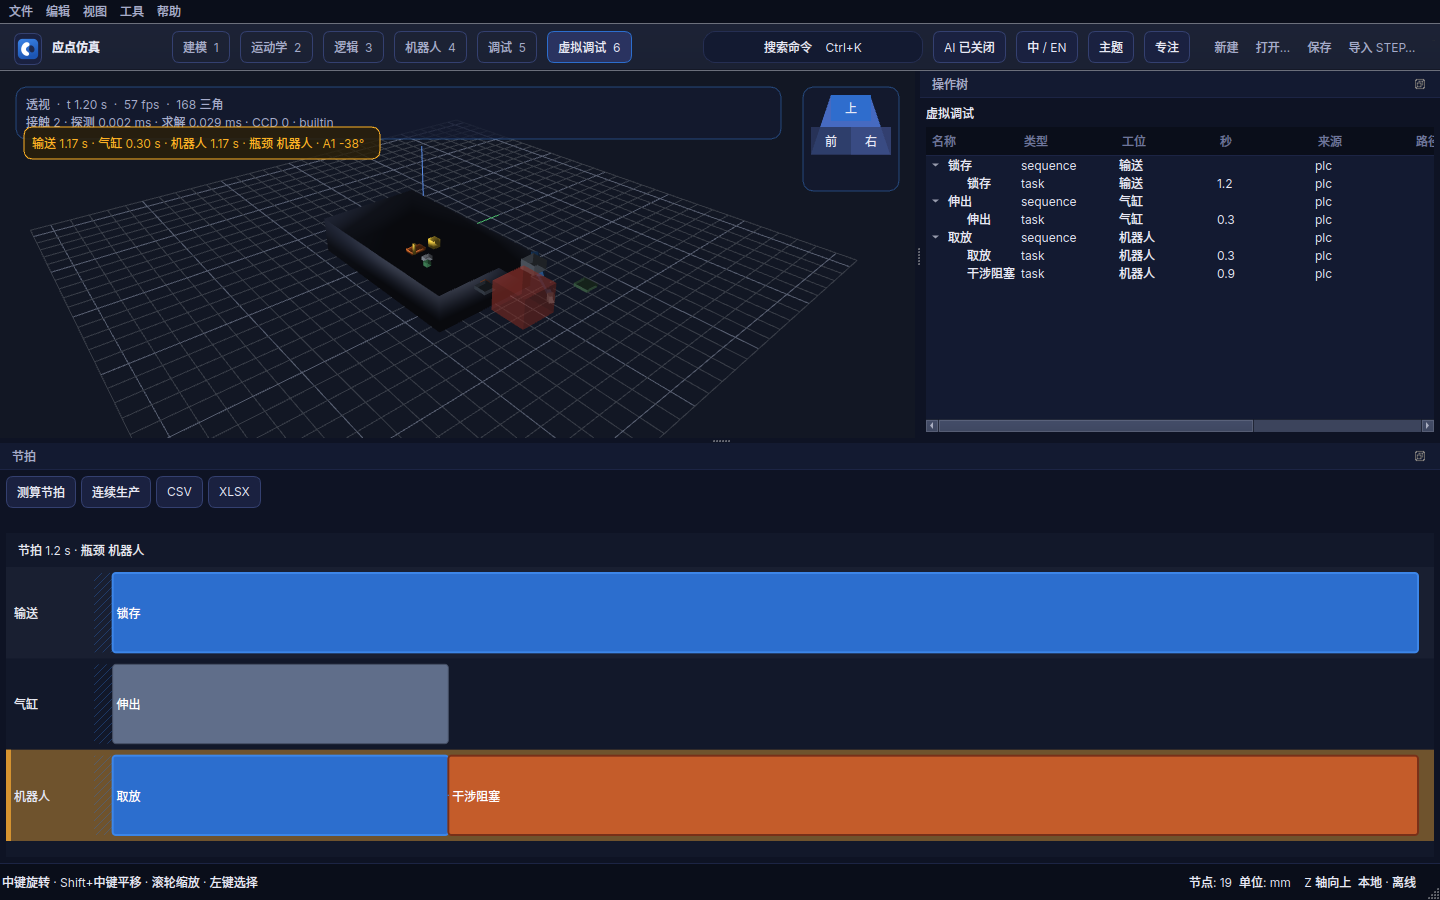 文件 编辑 视图 工具 帮助
应点仿真 建模 1 运动学 2 逻辑 3 机器人 4 调试 5 虚拟调试 6 搜索命令 Ctrl+K AI 已关闭 中 / EN 主题 专注 新建 打开... 保存 导入 STEP...
透视 · t 1.20 s · 57 fps · 168 三角
接触 2 · 探测 0.002 ms · 求解 0.029 ms · CCD 0 · builtin
输送 1.17 s · 气缸 0.30 s · 机器人 1.17 s · 瓶颈 机器人 · A1 -38°
上
前 右
操作树
虚拟调试
名称 类型 工位 秒 来源 路径
锁存 sequence 输送 plc
锁存 task 输送 1.2 plc
伸出 sequence 气缸 plc
伸出 task 气缸 0.3 plc
取放 sequence 机器人 plc
取放 task 机器人 0.3 plc
干涉阻塞 task 机器人 0.9 plc
节拍
测算节拍 连续生产 CSV XLSX
节拍 1.2 s · 瓶颈 机器人
输送 锁存
气缸 伸出
机器人 取放 干涉阻塞
中键旋转 · Shift+中键平移 · 滚轮缩放 · 左键选择 节点: 19 单位: mm Z 轴向上 本地 · 离线